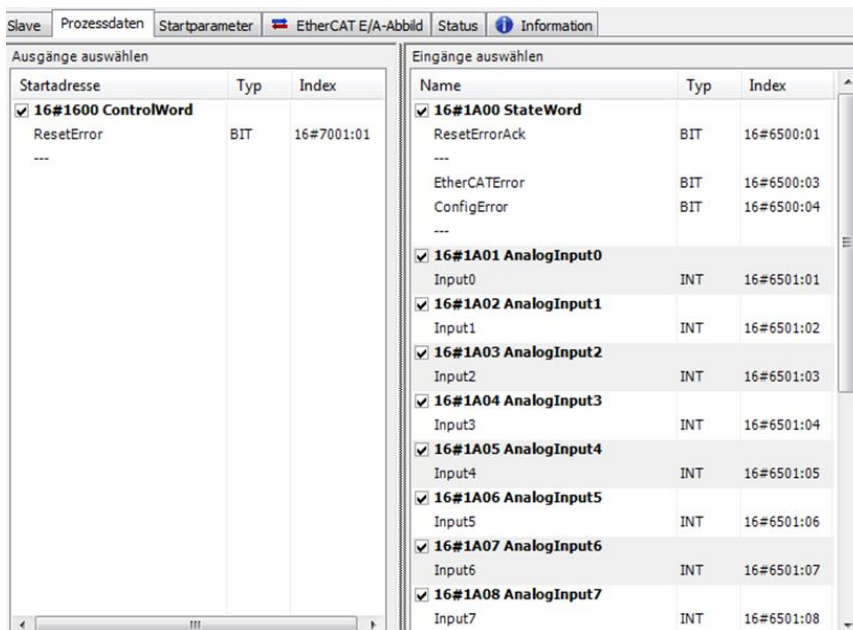 Slave Prozessdaten Startparameter EtherCAT E/A-Abbild Status Information
Ausgänge auswählen
Startadresse Typ Index
16#1600 ControlWord
ResetError BIT 16#7001:01
---
Eingänge auswählen
Name Typ Index
16#1A00 StateWord
ResetErrorAck BIT 16#6500:01
---
EtherCATError BIT 16#6500:03
ConfigError BIT 16#6500:04
---
16#1A01 AnalogInput0
Input0 INT 16#6501:01
16#1A02 AnalogInput1
Input1 INT 16#6501:02
16#1A03 AnalogInput2
Input2 INT 16#6501:03
16#1A04 AnalogInput3
Input3 INT 16#6501:04
16#1A05 AnalogInput4
Input4 INT 16#6501:05
16#1A06 AnalogInput5
Input5 INT 16#6501:06
16#1A07 AnalogInput6
Input6 INT 16#6501:07
16#1A08 AnalogInput7
Input7 INT 16#6501:08